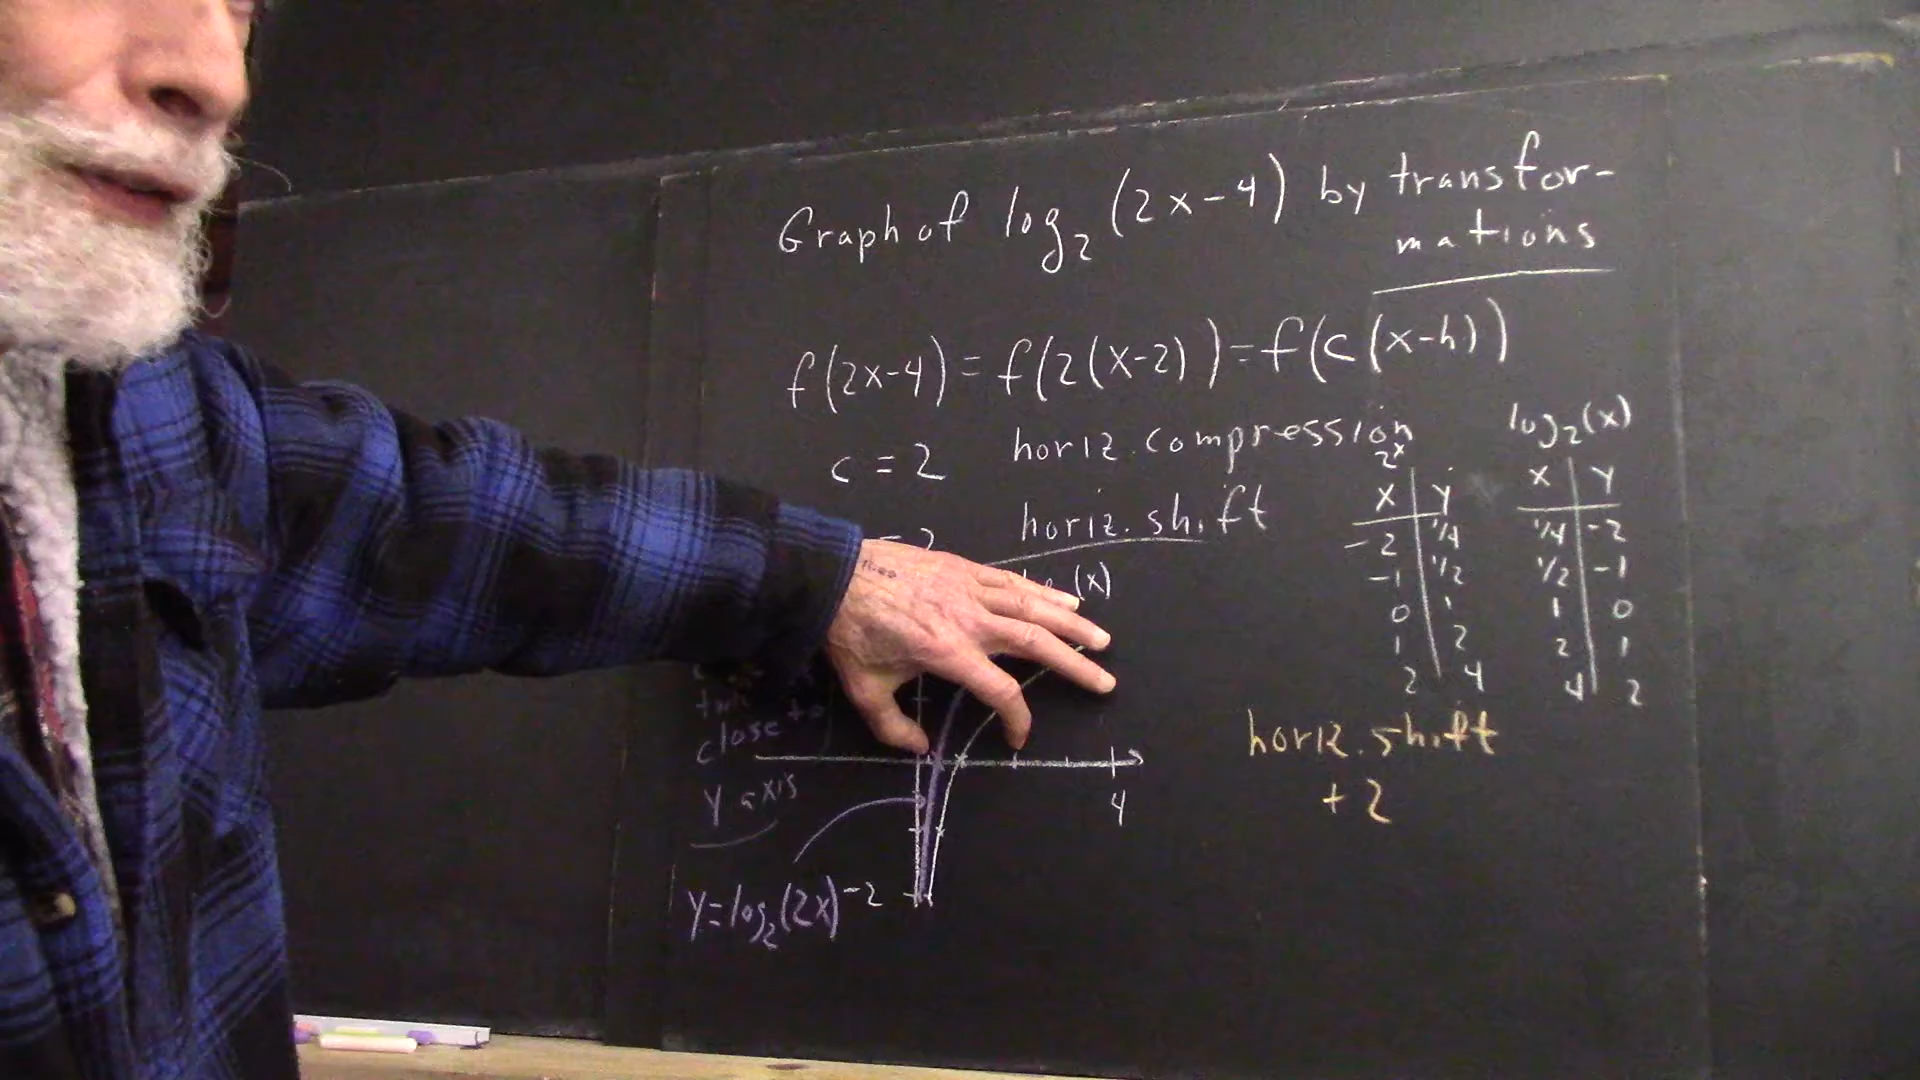 Graph of log₂(2x-4) by transfor-
mations
f(2x-4) = f(2(x-2)) = f(c(x-h))
c = 2 horiz. compression
= 2 horiz. shift
(x)
close to
y axis
y = log₂(2x)
-2
4
2ˣ
x y
-2 1/4
-1 1/2
0 1
1 2
2 4
log₂(x)
x y
1/4 -2
1/2 -1
1 0
2 1
4 2
horiz. shift
+2